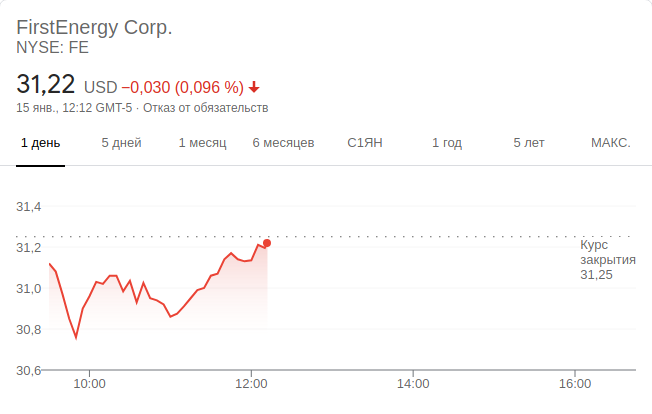 FirstEnergy Corp.
NYSE: FE
31,22 USD −0,030 (0,096 %)
15 янв., 12:12 GMT-5 · Отказ от обязательств
1 день 5 дней 1 месяц 6 месяцев С1ЯН 1 год 5 лет МАКС.
31,4
31,2
Курс
закрытия
31,25
31,0
30,8
30,6
10:00 12:00 14:00 16:00